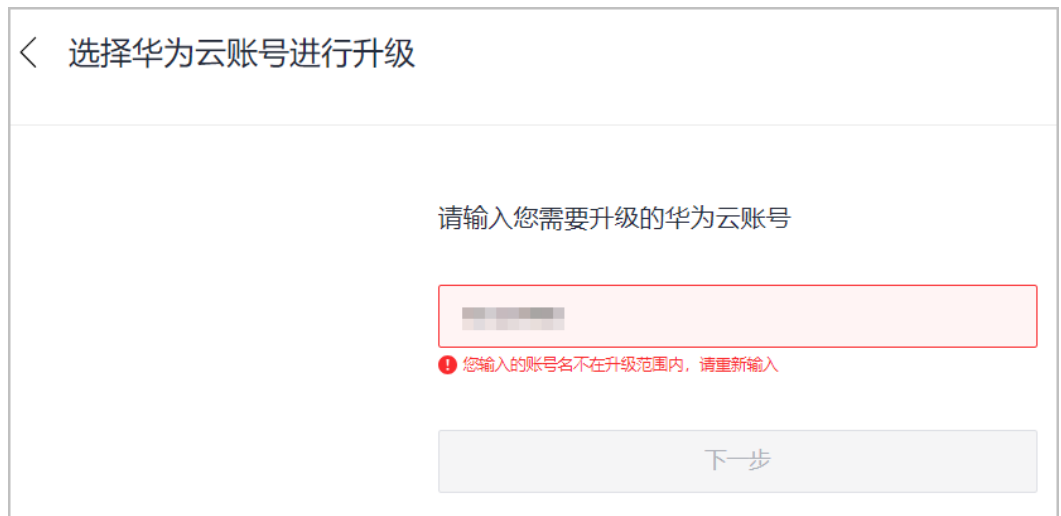 选择华为云账号进行升级
请输入您需要升级的华为云账号
您输入的账号名不在升级范围内，请重新输入
下一步